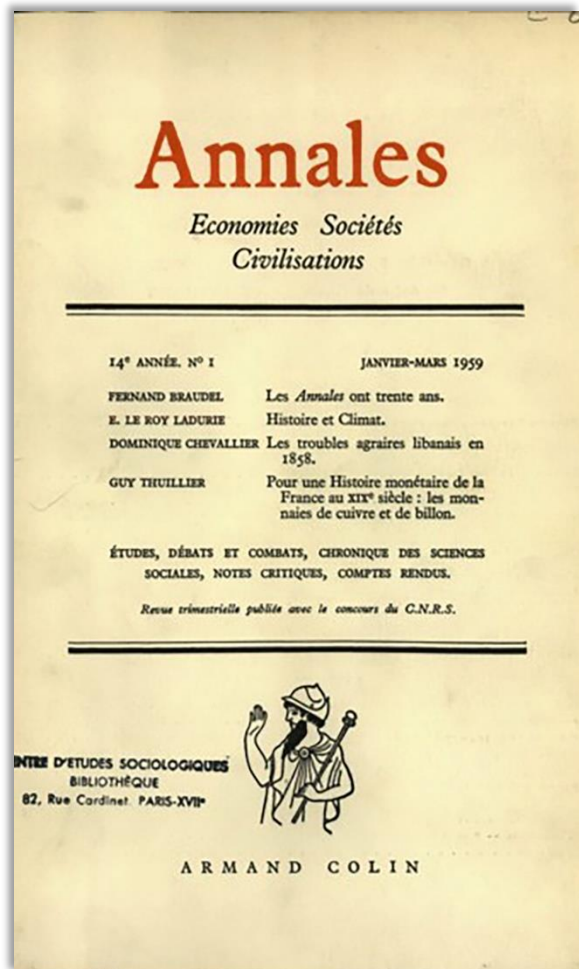 Annales
Economies Sociétés
Civilisations
14e ANNÉE. No 1 JANVIER-MARS 1959
FERNAND BRAUDEL Les Annales ont trente ans.
E. LE ROY LADURIE Histoire et Climat.
DOMINIQUE CHEVALLIER Les troubles agraires libanais en
1858.
GUY THUILLIER Pour une Histoire monétaire de la
France au XIXe siècle : les mon-
naies de cuivre et de billon.
ÉTUDES, DÉBATS ET COMBATS, CHRONIQUE DES SCIENCES
SOCIALES, NOTES CRITIQUES, COMPTES RENDUS.
Revue trimestrielle publiée avec le concours du C.N.R.S.
NTRE D'ETUDES SOCIOLOGIQUES
BIBLIOTHÈQUE
82, Rue Cardinet. PARIS-XVIIe
ARMAND COLIN